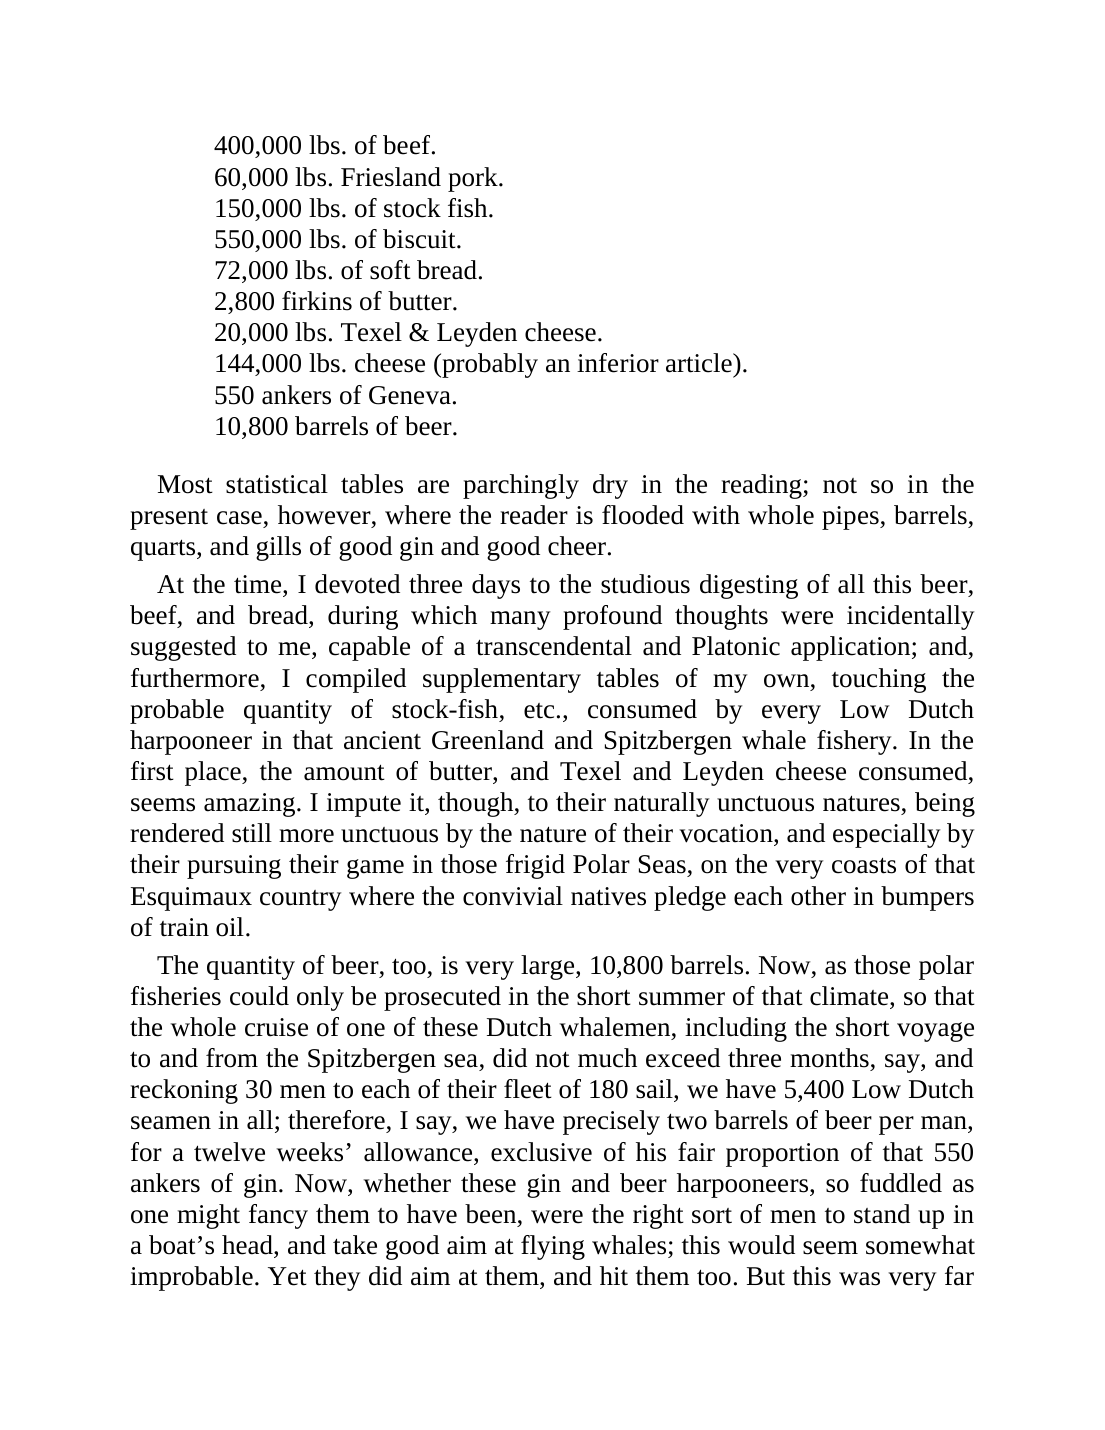 400,000 lbs. of beef.
60,000 lbs. Friesland pork.
150,000 lbs. of stock fish.
550,000 lbs. of biscuit.
72,000 lbs. of soft bread.
2,800 firkins of butter.
20,000 lbs. Texel & Leyden cheese.
144,000 lbs. cheese (probably an inferior article).
550 ankers of Geneva.
10,800 barrels of beer.
Most statistical tables are parchingly dry in the reading; not so in the
present case, however, where the reader is flooded with whole pipes, barrels,
quarts, and gills of good gin and good cheer.
At the time, I devoted three days to the studious digesting of all this beer,
beef, and bread, during which many profound thoughts were incidentally
suggested to me, capable of a transcendental and Platonic application; and,
furthermore, I compiled supplementary tables of my own, touching the
probable quantity of stock-fish, etc., consumed by every Low Dutch
harpooneer in that ancient Greenland and Spitzbergen whale fishery. In the
first place, the amount of butter, and Texel and Leyden cheese consumed,
seems amazing. I impute it, though, to their naturally unctuous natures, being
rendered still more unctuous by the nature of their vocation, and especially by
their pursuing their game in those frigid Polar Seas, on the very coasts of that
Esquimaux country where the convivial natives pledge each other in bumpers
of train oil.
The quantity of beer, too, is very large, 10,800 barrels. Now, as those polar
fisheries could only be prosecuted in the short summer of that climate, so that
the whole cruise of one of these Dutch whalemen, including the short voyage
to and from the Spitzbergen sea, did not much exceed three months, say, and
reckoning 30 men to each of their fleet of 180 sail, we have 5,400 Low Dutch
seamen in all; therefore, I say, we have precisely two barrels of beer per man,
for a twelve weeks’ allowance, exclusive of his fair proportion of that 550
ankers of gin. Now, whether these gin and beer harpooneers, so fuddled as
one might fancy them to have been, were the right sort of men to stand up in
a boat’s head, and take good aim at flying whales; this would seem somewhat
improbable. Yet they did aim at them, and hit them too. But this was very far